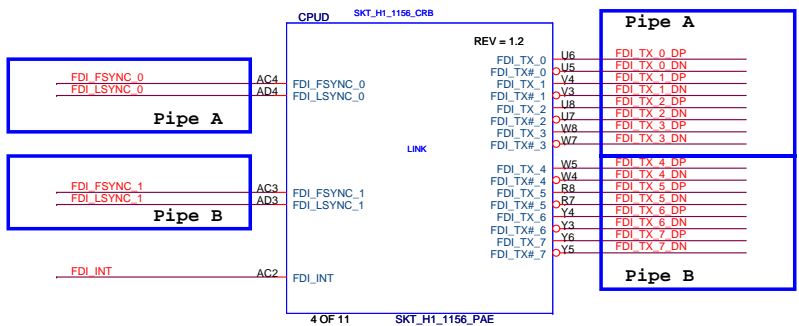 CPUD SKT_H1_1156_CRB
REV = 1.2
Pipe A
FDI_FSYNC_0 AC4 FDI_FSYNC_0
FDI_LSYNC_0 AD4 FDI_LSYNC_0
Pipe A
FDI_TX_0 U6 FDI_TX_0_DP
FDI_TX#_0 U5 FDI_TX_0_DN
FDI_TX_1 V4 FDI_TX_1_DP
FDI_TX#_1 V3 FDI_TX_1_DN
FDI_TX_2 U8 FDI_TX_2_DP
FDI_TX#_2 U7 FDI_TX_2_DN
FDI_TX_3 W8 FDI_TX_3_DP
FDI_TX#_3 W7 FDI_TX_3_DN
LINK
FDI_FSYNC_1 AC3 FDI_FSYNC_1
FDI_LSYNC_1 AD3 FDI_LSYNC_1
Pipe B
FDI_TX_4 W5 FDI_TX_4_DP
FDI_TX#_4 W4 FDI_TX_4_DN
FDI_TX_5 R8 FDI_TX_5_DP
FDI_TX#_5 R7 FDI_TX_5_DN
FDI_TX_6 Y4 FDI_TX_6_DP
FDI_TX#_6 Y3 FDI_TX_6_DN
FDI_TX_7 Y6 FDI_TX_7_DP
FDI_TX#_7 Y5 FDI_TX_7_DN
Pipe B
FDI_INT AC2 FDI_INT
4 OF 11 SKT_H1_1156_PAE